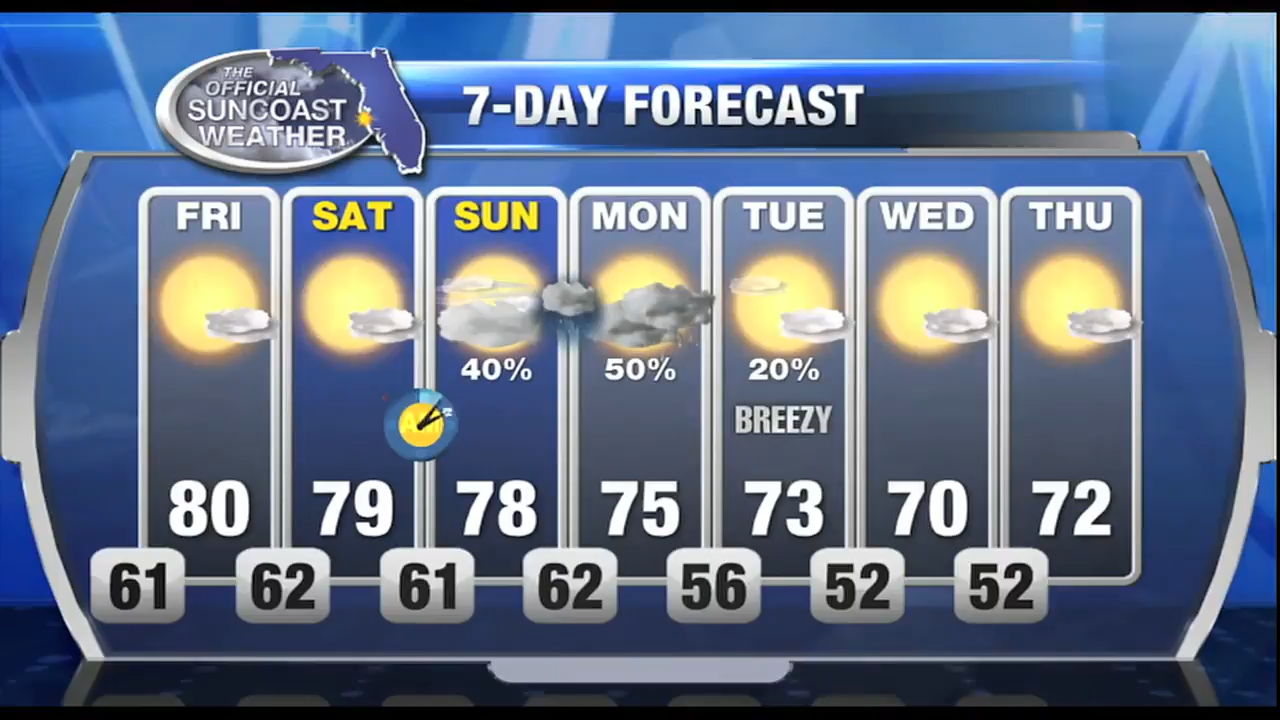 THE
OFFICIAL
SUNCOAST
WEATHER
7-DAY FORECAST
FRI SAT SUN MON TUE WED THU
40% 50% 20%
BREEZY
80 79 78 75 73 70 72
61 62 61 62 56 52 52